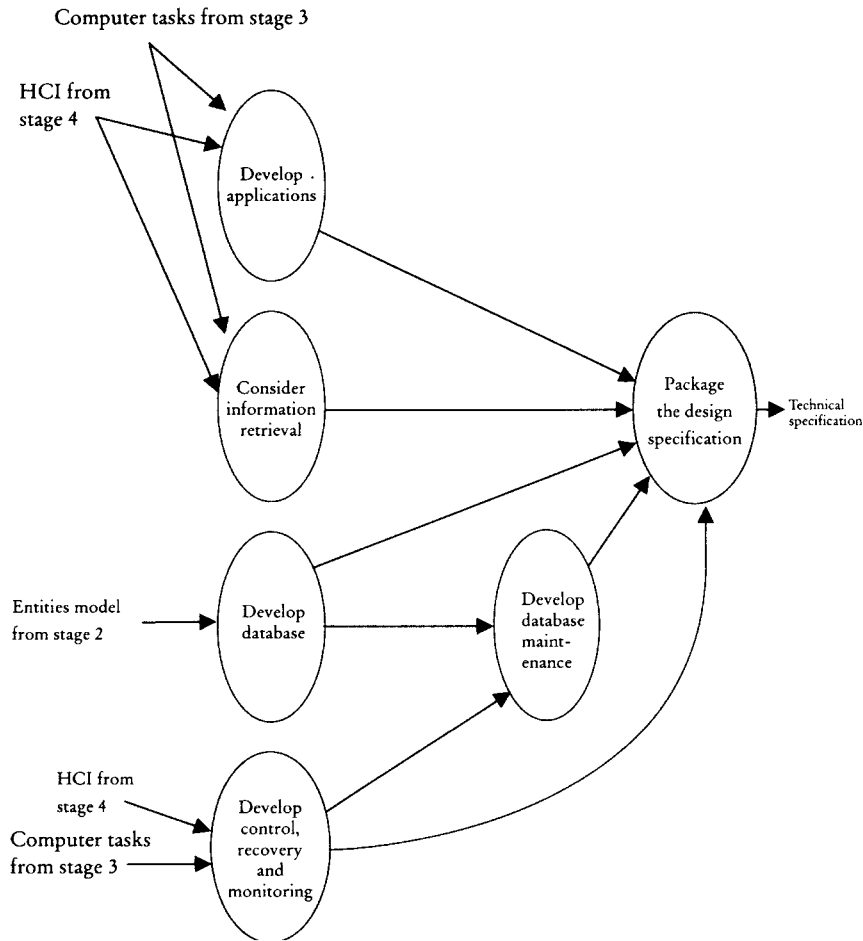 Computer tasks from stage 3
HCI from
stage 4
Develop
applications
Consider
information
retrieval
Package
the design
specification
Technical
specification
Entities model
from stage 2
Develop
database
Develop
database
maint-
enance
HCI from
stage 4
Computer tasks
from stage 3
Develop
control,
recovery
and
monitoring